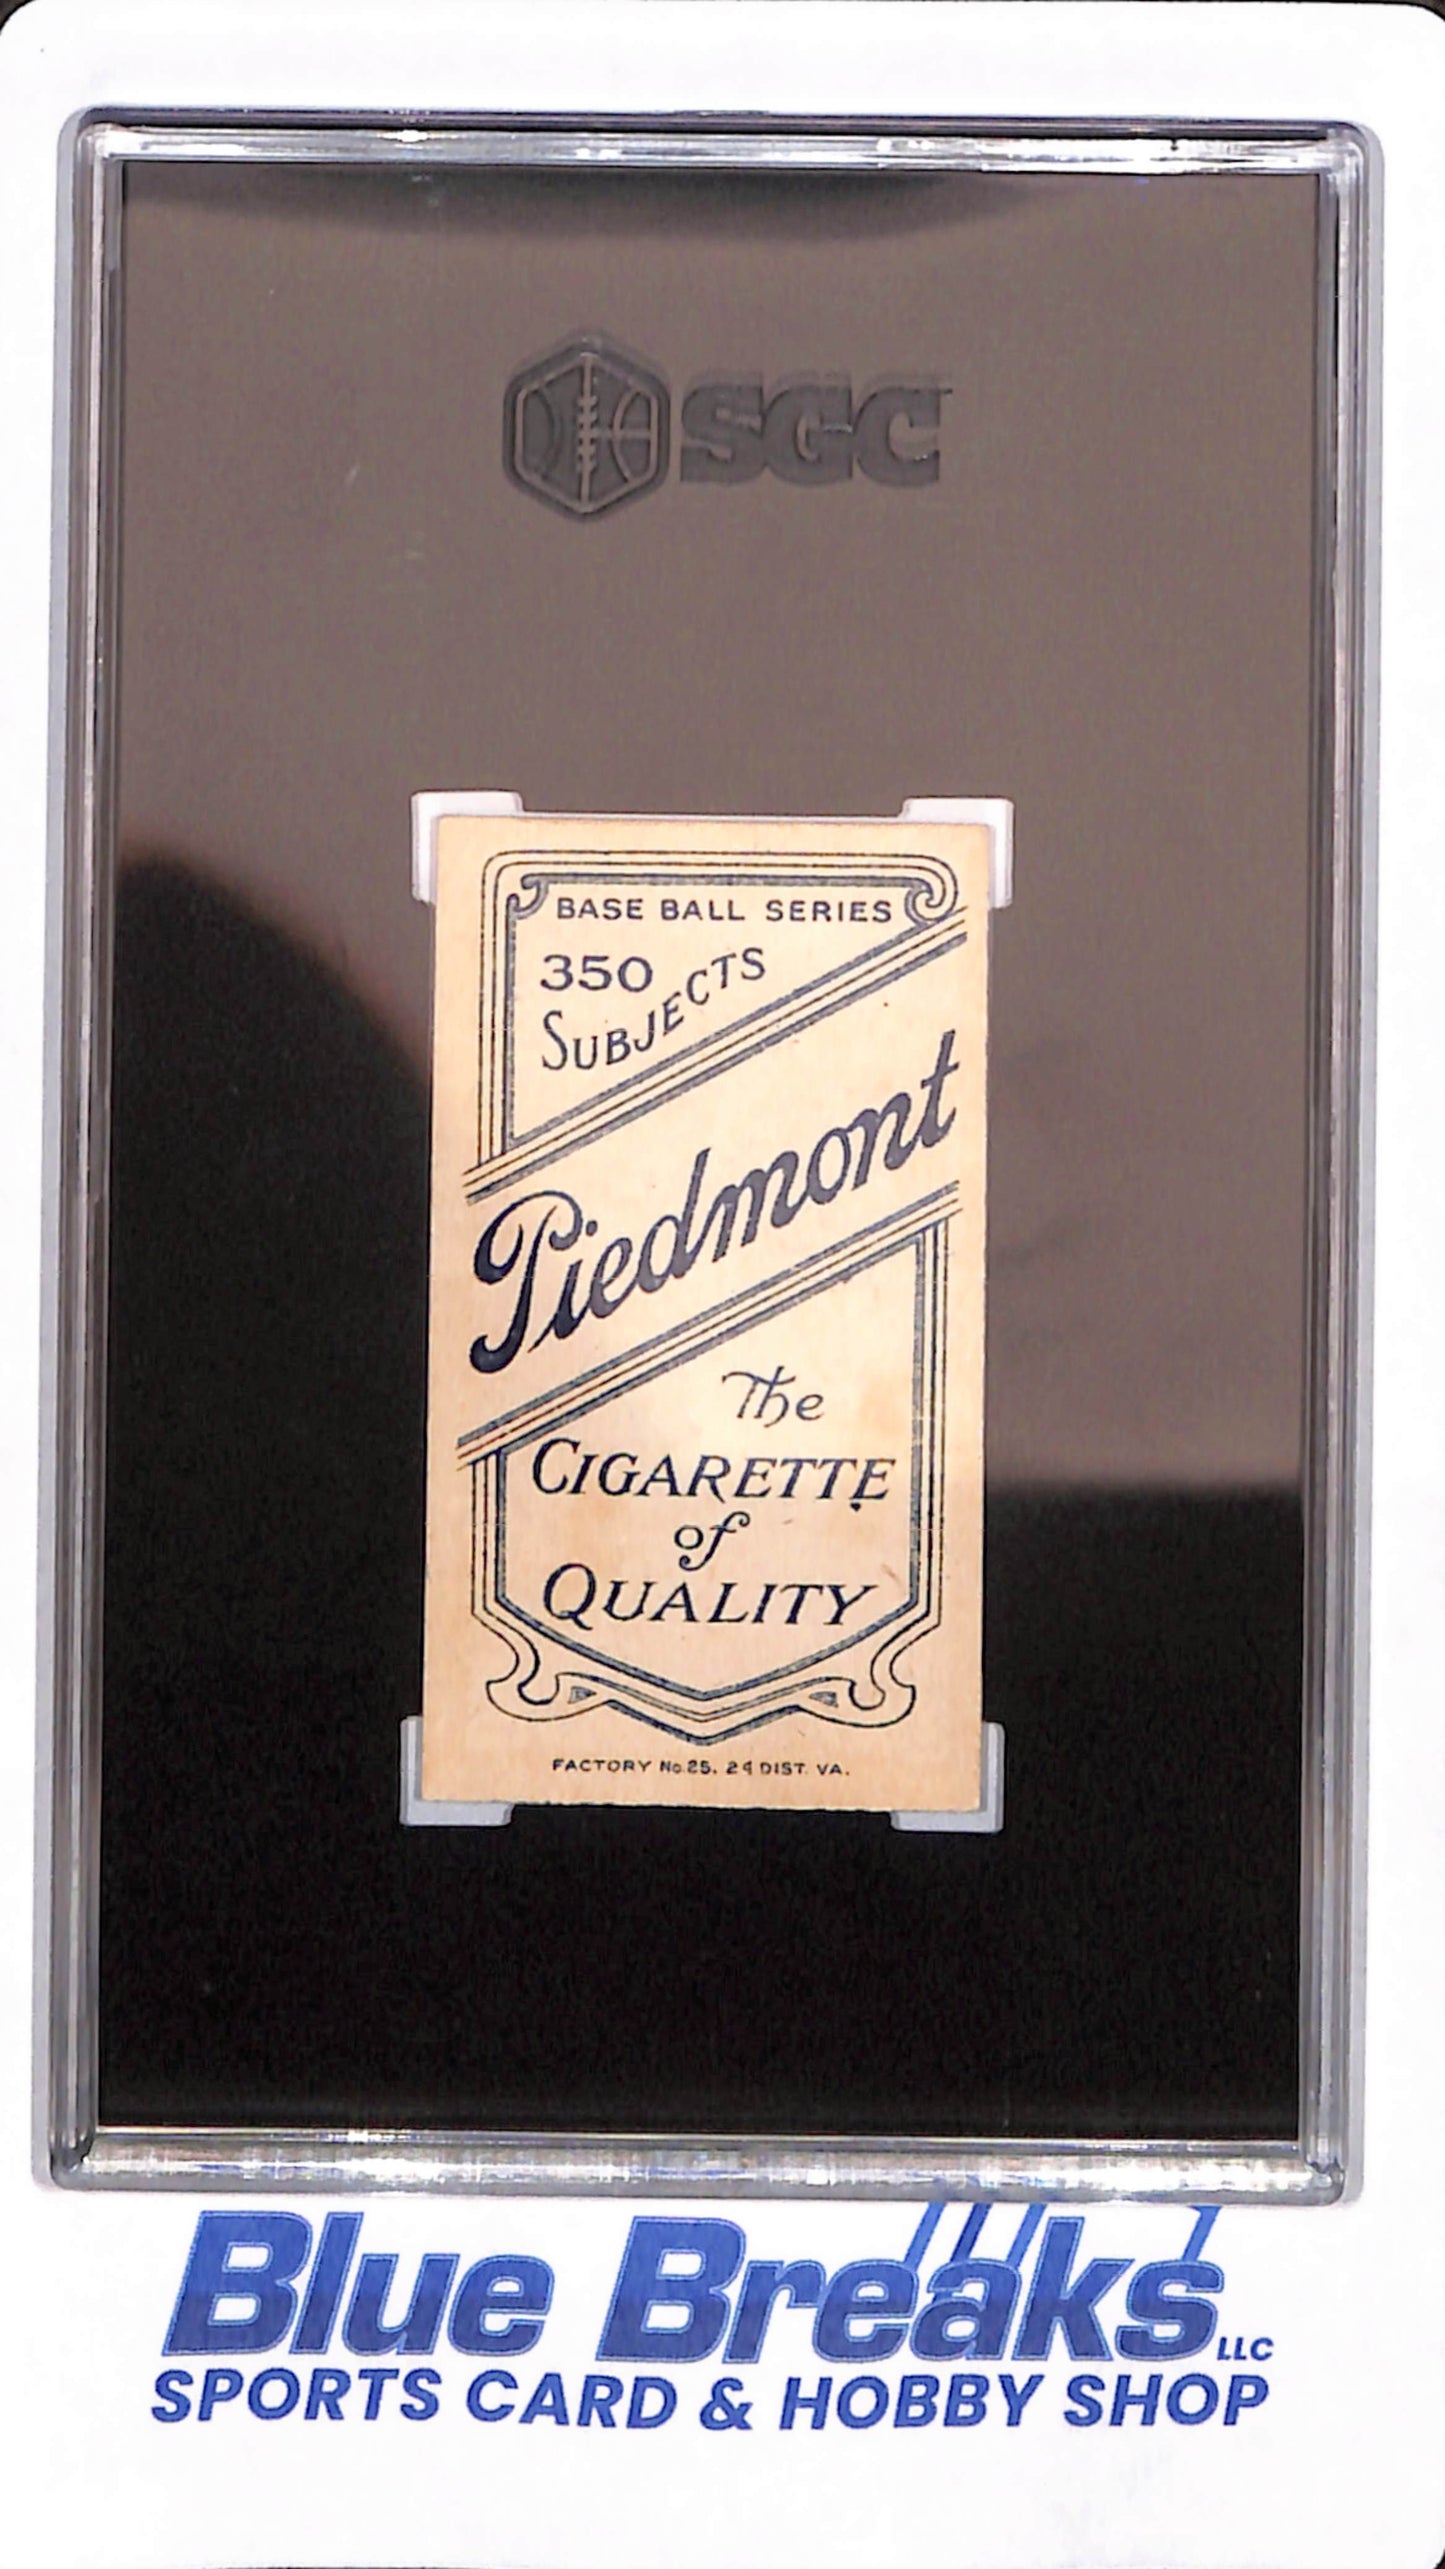 SGC
BASE BALL SERIES
350
SUBJECTS
Piedmont
The
CIGARETTE
of
QUALITY
FACTORY No. 25, 2d DIST. VA.
Blue Breaks LLC
SPORTS CARD & HOBBY SHOP